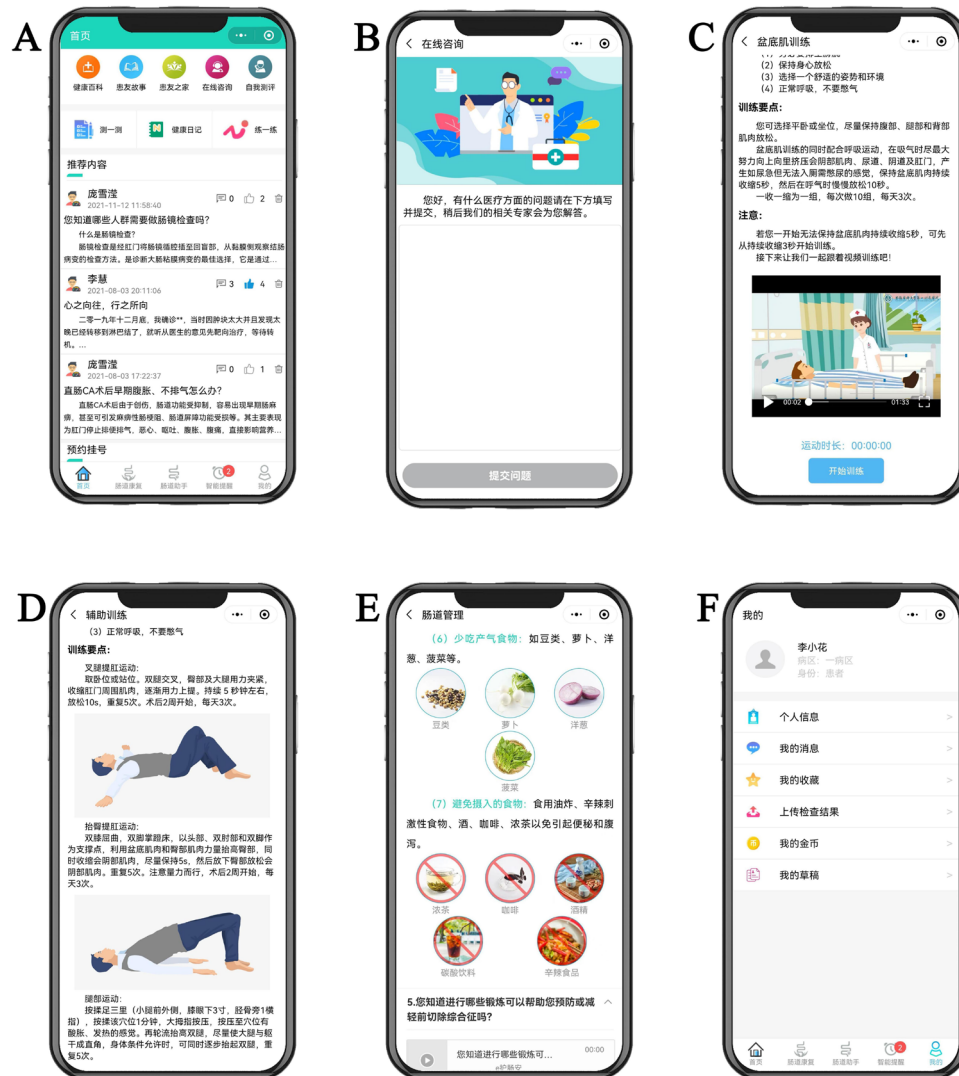 A
首页
健康百科 患友故事 患友之家 在线咨询 自我测评
测一测 健康日记 练一练
推荐内容
庞雪滢
2021-11-12 11:58:40
0 2
您知道哪些人群需要做肠镜检查吗?
什么是肠镜检查?
肠镜检查是经肛门将肠镜循腔插至回盲部，从黏膜侧观察结肠
病变的检查方法。是诊断大肠粘膜病变的最佳选择，它是通过...
李慧
2021-08-03 20:11:06
3 4
心之向往，行之所向
二零一九年十二月底，我确诊**，当时因肿块太大并且发现太
晚已经转移到淋巴结了，就听从医生的意见先靶向治疗，等待转
机。...
庞雪滢
2021-08-03 17:22:37
0 1
直肠CA术后早期腹胀、不排气怎么办?
直肠CA术后由于创伤，肠道功能受抑制，容易出现早期肠麻
痹，甚至可引发麻痹性肠梗阻、肠道屏障功能受损等。其主要表现
为肛门停止排便排气，恶心、呕吐、腹胀、腹痛，直接影响营养...
预约挂号
2
首页 肠道康复 肠道助手 智能提醒 我的
B
在线咨询
您好，有什么医疗方面的问题请在下方填写
并提交，稍后我们的相关专家会为您解答。
提交问题
C
盆底肌训练
(2) 保持身心放松
(3) 选择一个舒适的姿势和环境
(4) 正常呼吸，不要憋气
训练要点：
您可选择平卧或坐位，尽量保持腹部、腿部和背部
肌肉放松。
盆底肌训练的同时配合呼吸运动，在吸气时尽最大
努力向上向里挤压会阴部肌肉、尿道、阴道及肛门，产
生如尿急但无法入厕需憋尿的感觉，保持盆底肌肉持续
收缩5秒，然后在呼气时慢慢放松10秒。
一收一缩为一组，每次做10组，每天3次。
注意：
若您一开始无法保持盆底肌肉持续收缩5秒，可先
从持续收缩3秒开始训练。
接下来让我们一起跟着视频训练吧!
00:02 01:33
运动时长：00:00:00
开始训练
D
辅助训练
(3) 正常呼吸，不要憋气
训练要点：
叉腿提肛运动：
取卧位或站位。双腿交叉，臀部及大腿用力夹紧，
收缩肛门周围肌肉，逐渐用力上提。持续 5 秒钟左右，
放松10s，重复5次。术后2周开始，每天3次。
抬臀提肛运动：
双膝屈曲，双脚掌蹬床，以头部、双肘部和双脚作
为支撑点，利用盆底肌肉和臀部肌肉力量抬高臀部，同
时收缩会阴部肌肉，尽量保持5s，然后放下臀部放松会
阴部肌肉。重复5次。注意量力而行，术后2周开始，每
天3次。
腿部运动：
按揉足三里（小腿前外侧，膝眼下3寸，胫骨旁1横
指），按揉该穴位1分钟，大拇指按压，按压至穴位有
酸胀、发热的感觉。再轮流抬高双腿，尽量使大腿与躯
干成直角，身体条件允许时，可同时逐步抬起双腿，重
复5次。
E
肠道管理
(6) 少吃产气食物：如豆类、萝卜、洋
葱、菠菜等。
豆类 萝卜 洋葱
菠菜
(7) 避免摄入的食物：食用油炸、辛辣刺
激性食物、酒、咖啡、浓茶以免引起便秘和腹
泻。
浓茶 咖啡 酒精
碳酸饮料 辛辣食品
5.您知道进行哪些锻炼可以帮助您预防或减
轻前切除综合征吗?
您知道进行哪些锻炼可... 00:00
e护肠安
F
我的
李小花
病区：一病区
身份：患者
个人信息
我的消息
我的收藏
上传检查结果
我的金币
我的草稿
2
首页 肠道康复 肠道助手 智能提醒 我的